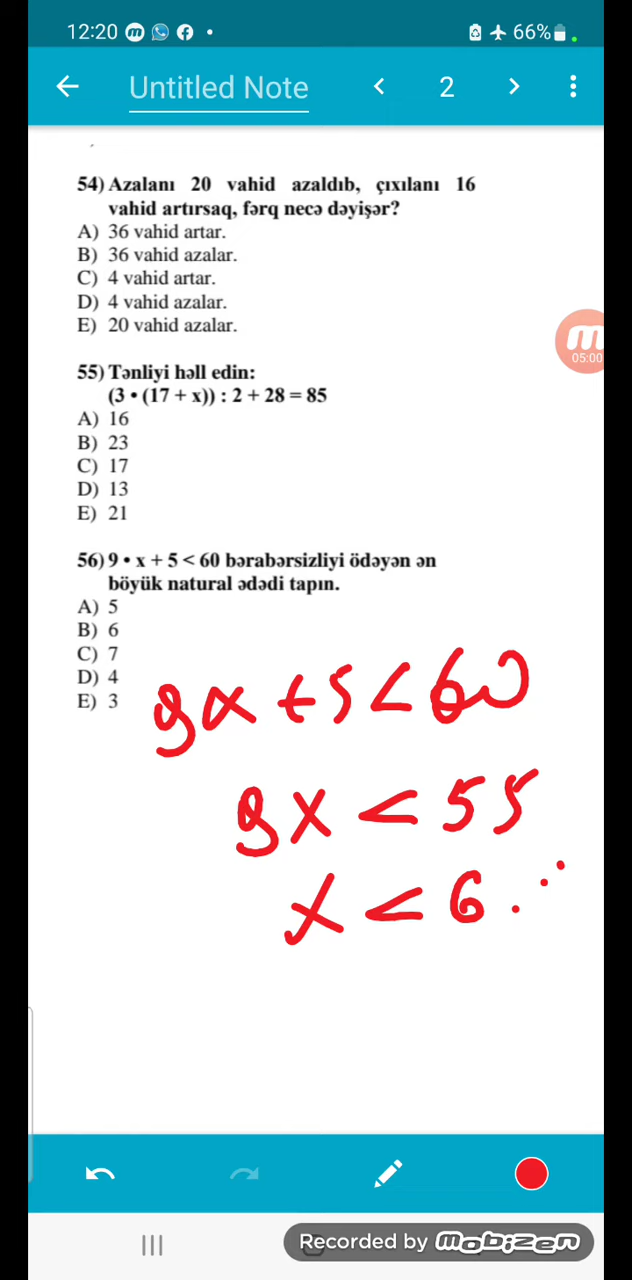 12:20 66%
Untitled Note < 2 >
54) Azalanı 20 vahid azaldıb, çıxılanı 16
vahid artırsaq, fərq necə dəyişər?
A) 36 vahid artar.
B) 36 vahid azalar.
C) 4 vahid artar.
D) 4 vahid azalar.
E) 20 vahid azalar.
05:00
55) Tənliyi həll edin:
(3 • (17 + x)) : 2 + 28 = 85
A) 16
B) 23
C) 17
D) 13
E) 21
56) 9 • x + 5 < 60 bərabərsizliyi ödəyən ən
böyük natural ədədi tapın.
A) 5
B) 6
C) 7
D) 4
E) 3
9x + 5 < 60
9x < 55
x < 6 . . .
Recorded by mobizen